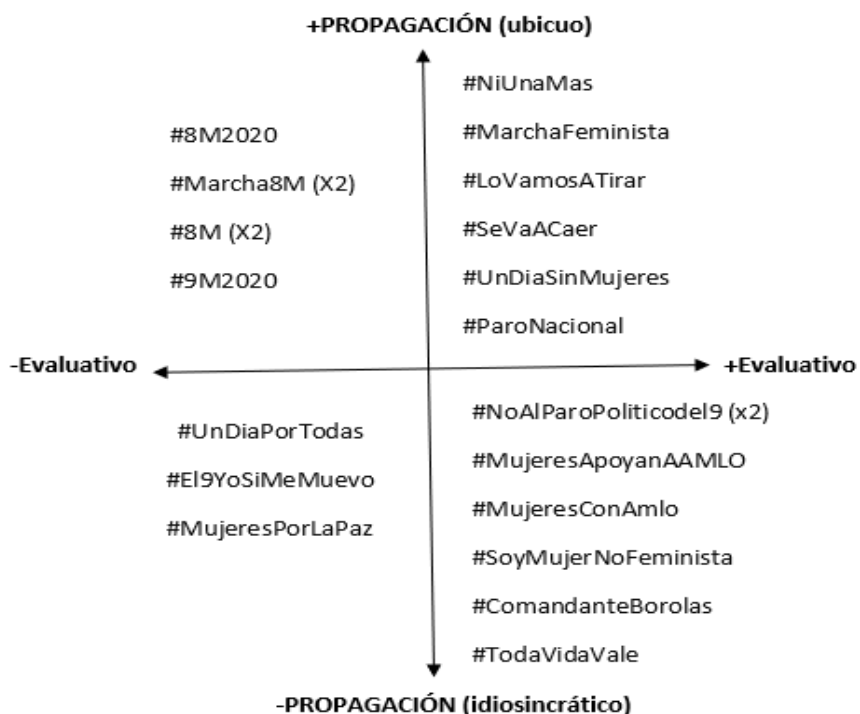 +PROPAGACIÓN (ubicuo)
#NiUnaMas
#8M2020
#MarchaFeminista
#Marcha8M (X2)
#LoVamosATirar
#8M (X2)
#SeVaACaer
#9M2020
#UnDiaSinMujeres
#ParoNacional
-Evaluativo
+Evaluativo
#UnDiaPorTodas
#NoAlParoPoliticodel9 (x2)
#El9YoSiMeMuevo
#MujeresApoyanAAMLO
#MujeresPorLaPaz
#MujeresConAmlo
#SoyMujerNoFeminista
#ComandanteBorolas
#TodaVidaVale
-PROPAGACIÓN (idiosincrático)